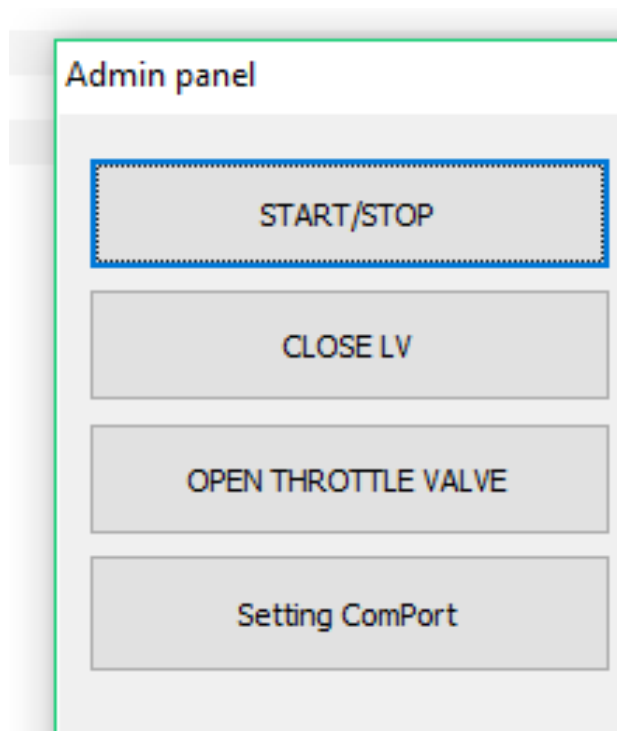 Admin panel
START/STOP
CLOSE LV
OPEN THROTTLE VALVE
Setting ComPort